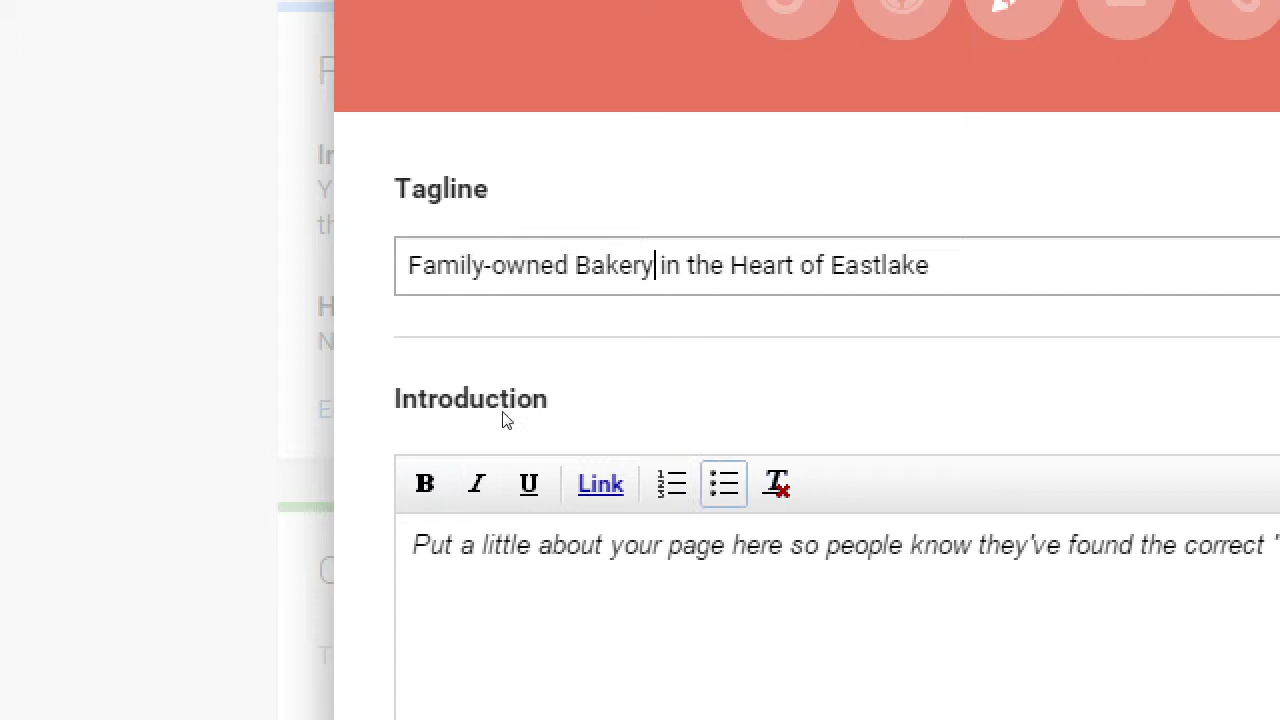 Tagline
Family-owned Bakery in the Heart of Eastlake
Introduction
B I U Link
Put a little about your page here so people know they've found the correct "